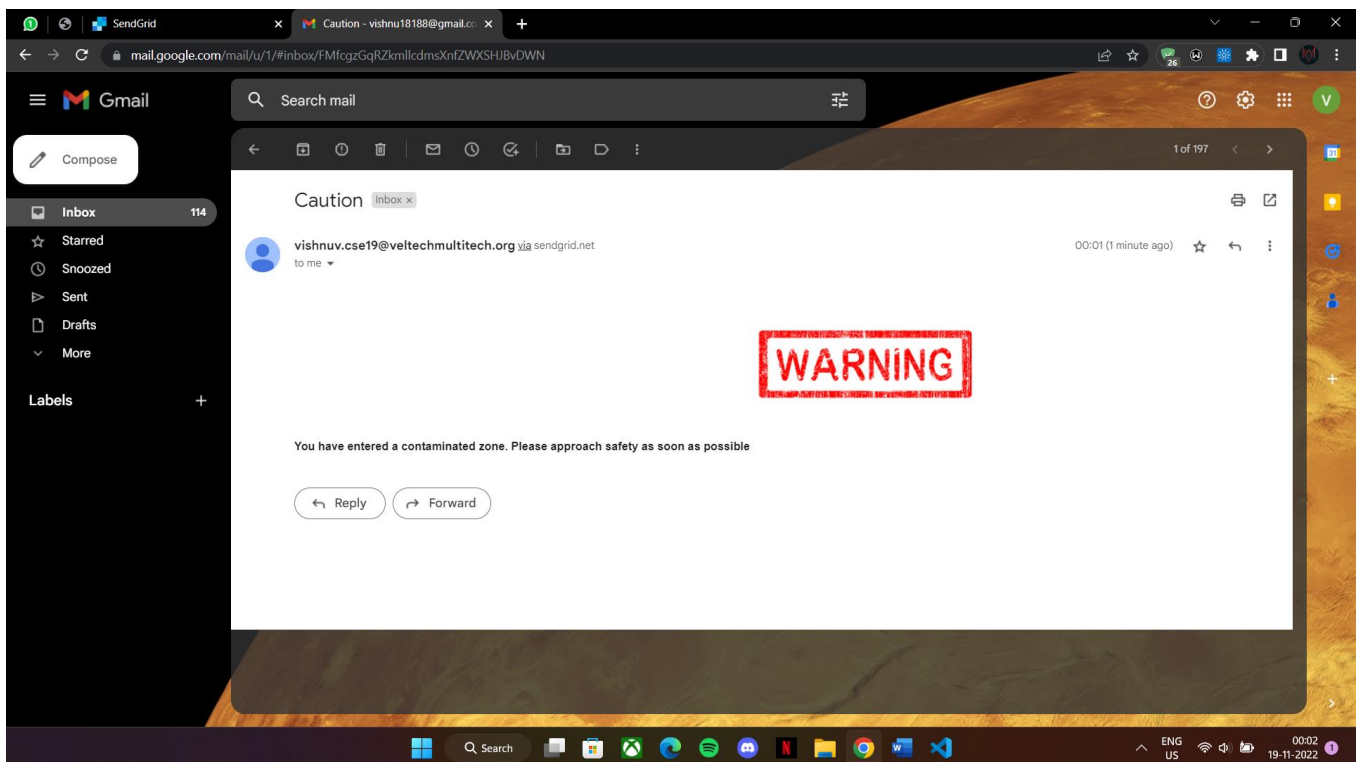 SendGrid
Caution - vishnu18188@gmail.co
mail.google.com/mail/u/1/#inbox/FMfcgzGqRZkmllcdmsXnfZWXSHJBvDWN
26
Gmail
Search mail
V
Compose
1 of 197
31
Inbox 114
Starred
Snoozed
Sent
Drafts
More
Labels
Caution Inbox ×
vishnuv.cse19@veltechmultitech.org via sendgrid.net
00:01 (1 minute ago)
to me
WARNING
You have entered a contaminated zone. Please approach safety as soon as possible
Reply Forward
Search
ENG
US
00:02
19-11-2022
1